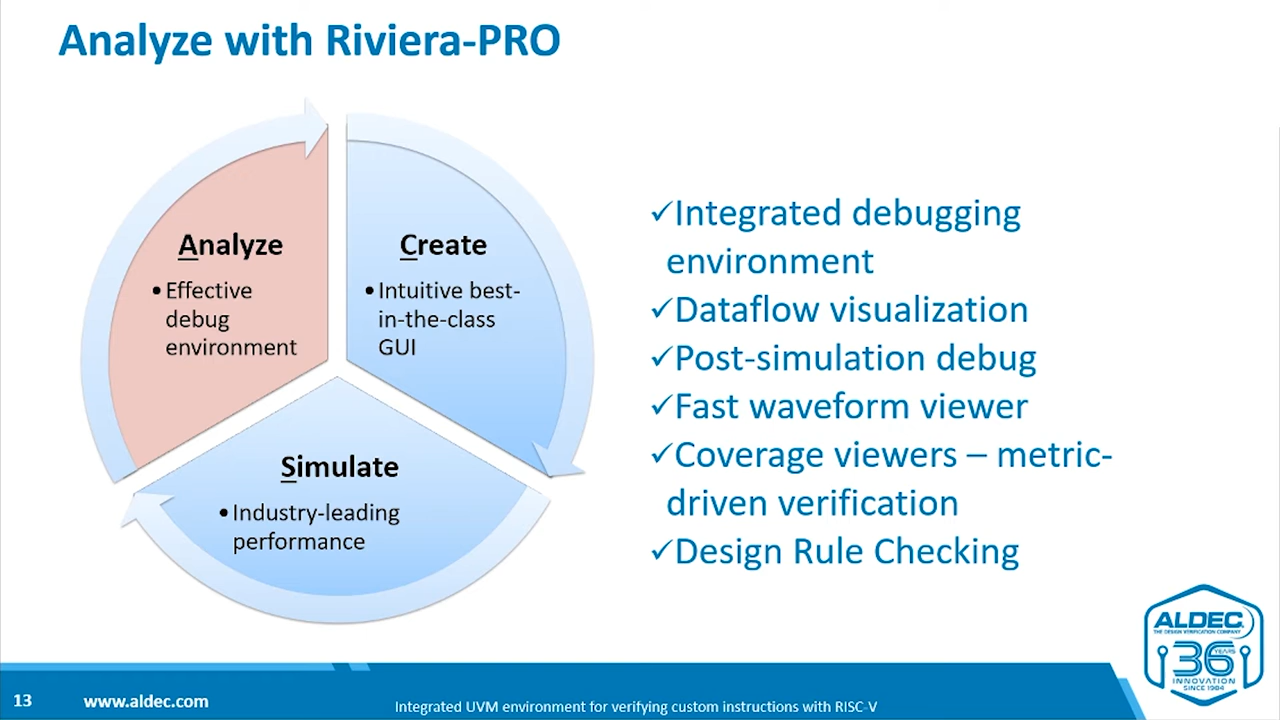 Analyze with Riviera-PRO
Analyze
•Effective
debug
environment
Create
•Intuitive best-
in-the-class
GUI
Simulate
•Industry-leading
performance
✓Integrated debugging
environment
✓Dataflow visualization
✓Post-simulation debug
✓Fast waveform viewer
✓Coverage viewers – metric-
driven verification
✓Design Rule Checking
ALDEC
THE DESIGN VERIFICATION COMPANY
36
YEARS
INNOVATION
SINCE 1984
13
www.aldec.com
Integrated UVM environment for verifying custom instructions with RISC-V